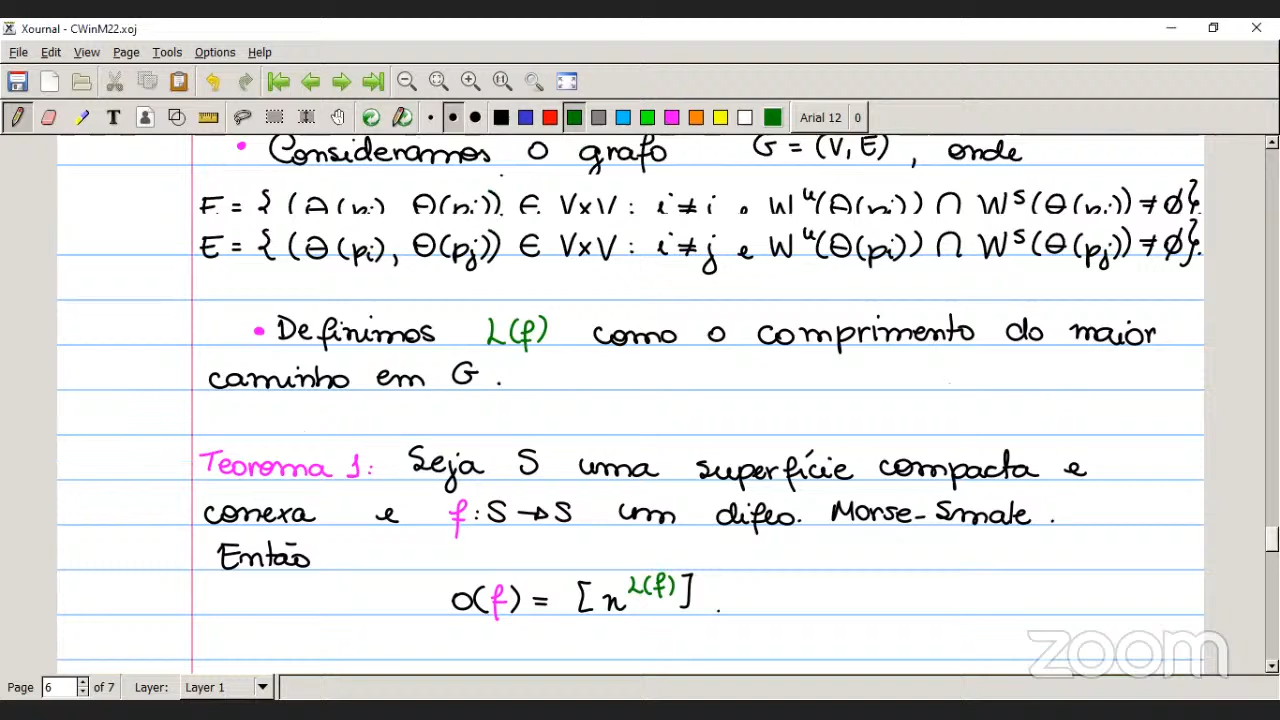 Xournal - CWinM22.xoj
File Edit View Page Tools Options Help
Arial 12 0
• Consideramos o grafo G = (V, E) , onde
E = { (Θ(pi), Θ(pj)) ∈ V×V : i ≠ j e W^u(Θ(pi)) ∩ W^s(Θ(pj)) ≠ ∅}.
• Definimos L(f) como o comprimento do maior
caminho em G .
Teorema 1: Seja S uma superfície compacta e
conexa e f : S → S um difeo. Morse-Smale .
Então
O(f) = [ n^L(f) ] .
zoom
Page 6 of 7 Layer: Layer 1